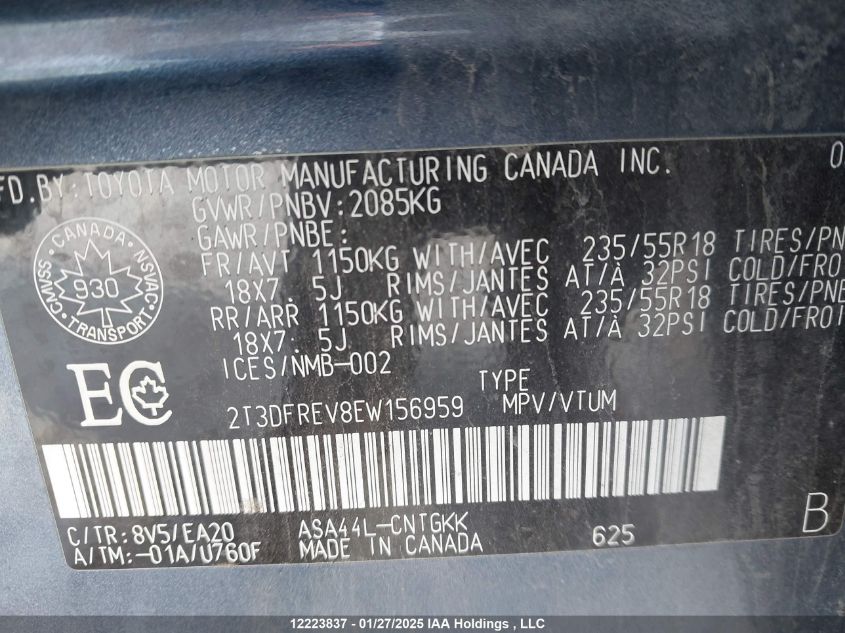 FD. BY: TOYOTA MOTOR MANUFACTURING CANADA INC.
GVWR/PNBV: 2085KG
GAWR/PNBE:
FR/AVT 1150KG WITH/AVEC 235/55R18 TIRES/PN
18X7. 5J RIMS/JANTES AT/À 32PSI COLD/FROI
RR/ARR 1150KG WITH/AVEC 235/55R18 TIRES/PNE
18X7. 5J RIMS/JANTES AT/À 32PSI COLD/FROI
ICES/NMB-002
CANADA
CMVSS
NSVAC
930
TRANSPORT
EC
TYPE
2T3DFREV8EW156959 MPV/VTUM
C/TR: 8V5/EA20 ASA44L-CNTGKK
A/TM:-01A/U760F MADE IN CANADA 625 B
12223837 - 01/27/2025 IAA Holdings , LLC